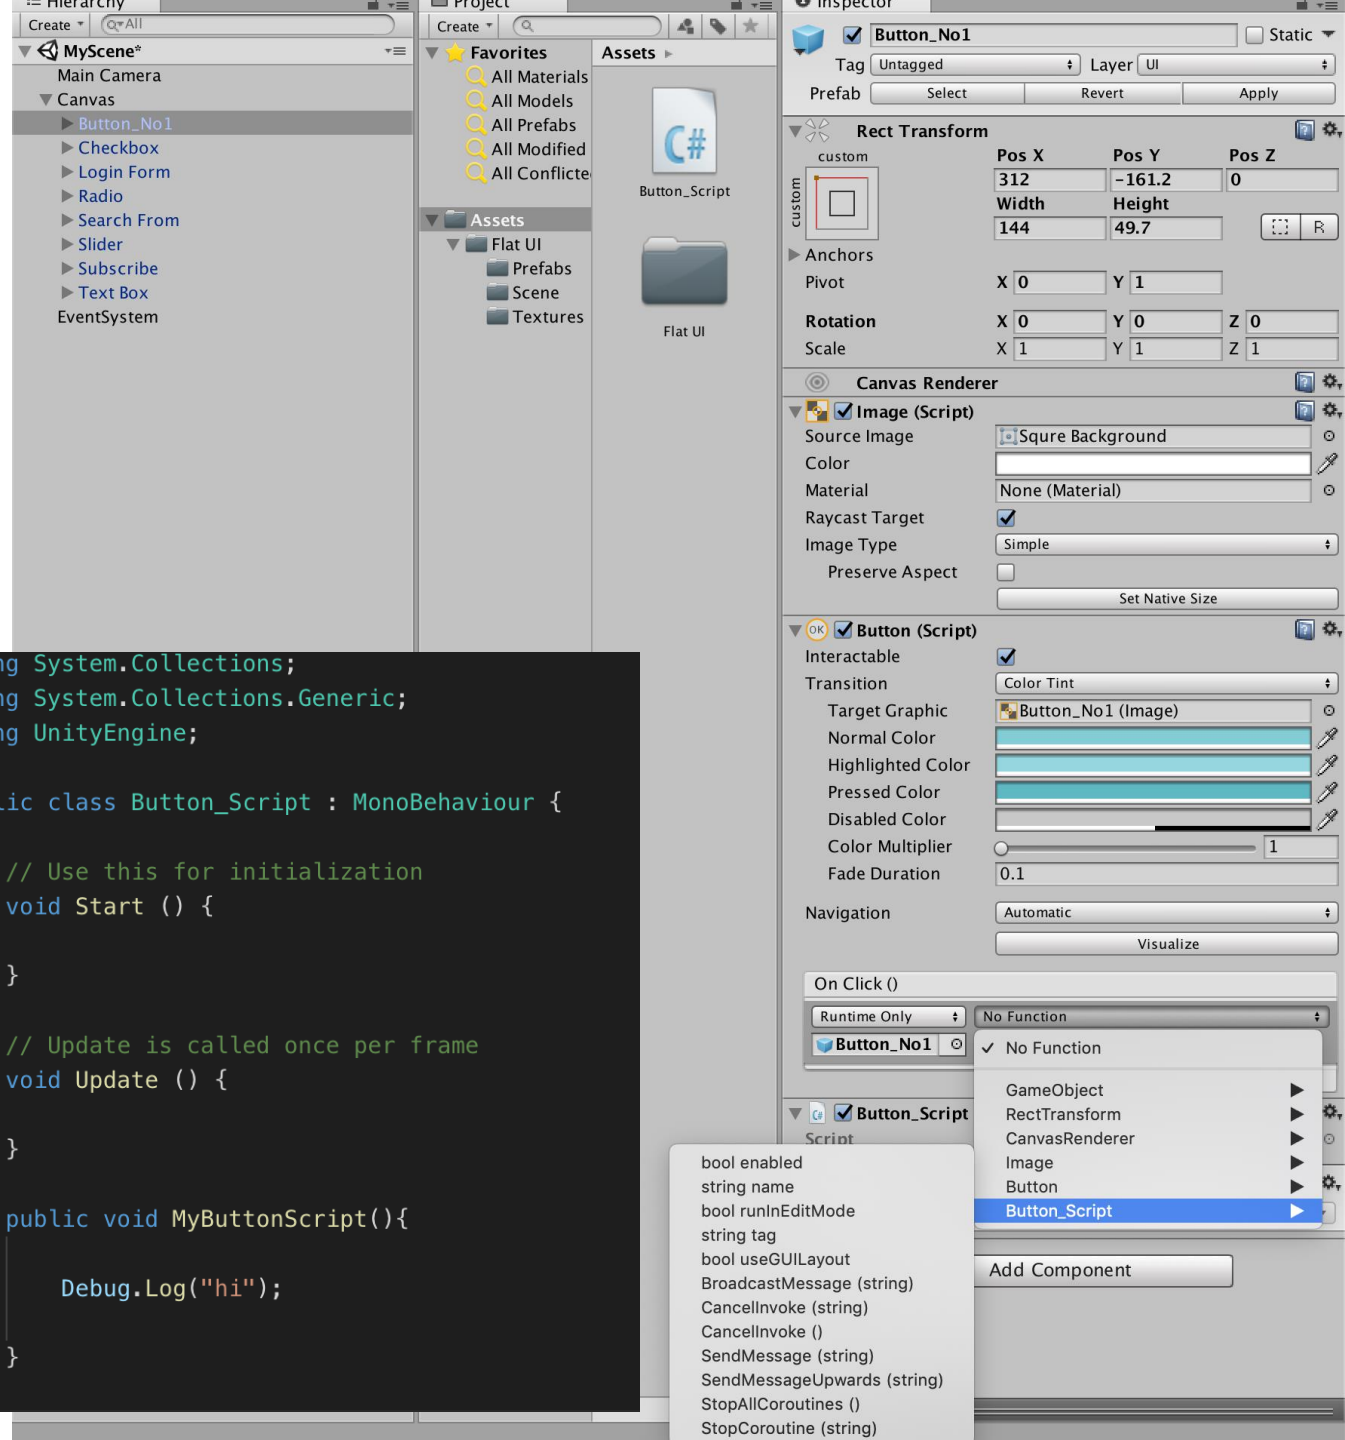 Hierarchy
Create
All
MyScene*
Main Camera
Canvas
Button_No1
Checkbox
Login Form
Radio
Search From
Slider
Subscribe
Text Box
EventSystem
Project
Create
Favorites
All Materials
All Models
All Prefabs
All Modified
All Conflicte
Assets
Flat UI
Prefabs
Scene
Textures
Assets
C#
Button_Script
Flat UI
Inspector
Button_No1
Static
Tag Untagged Layer UI
Prefab Select Revert Apply
Rect Transform
custom
custom
Pos X Pos Y Pos Z
312 -161.2 0
Width Height
144 49.7
R
Anchors
Pivot X 0 Y 1
Rotation X 0 Y 0 Z 0
Scale X 1 Y 1 Z 1
Canvas Renderer
Image (Script)
Source Image Squre Background
Color
Material None (Material)
Raycast Target
Image Type Simple
Preserve Aspect
Set Native Size
OK Button (Script)
Interactable
Transition Color Tint
Target Graphic Button_No1 (Image)
Normal Color
Highlighted Color
Pressed Color
Disabled Color
Color Multiplier 1
Fade Duration 0.1
Navigation Automatic
Visualize
On Click ()
Runtime Only No Function
Button_No1
✓ No Function
GameObject
RectTransform
CanvasRenderer
Image
Button
Button_Script
C# Button_Script
Script
Add Component
bool enabled
string name
bool runInEditMode
string tag
bool useGUILayout
BroadcastMessage (string)
CancelInvoke (string)
CancelInvoke ()
SendMessage (string)
SendMessageUpwards (string)
StopAllCoroutines ()
StopCoroutine (string)
ng System.Collections;
ng System.Collections.Generic;
ng UnityEngine;
lic class Button_Script : MonoBehaviour {
// Use this for initialization
void Start () {
}
// Update is called once per frame
void Update () {
}
public void MyButtonScript(){
Debug.Log("hi");
}